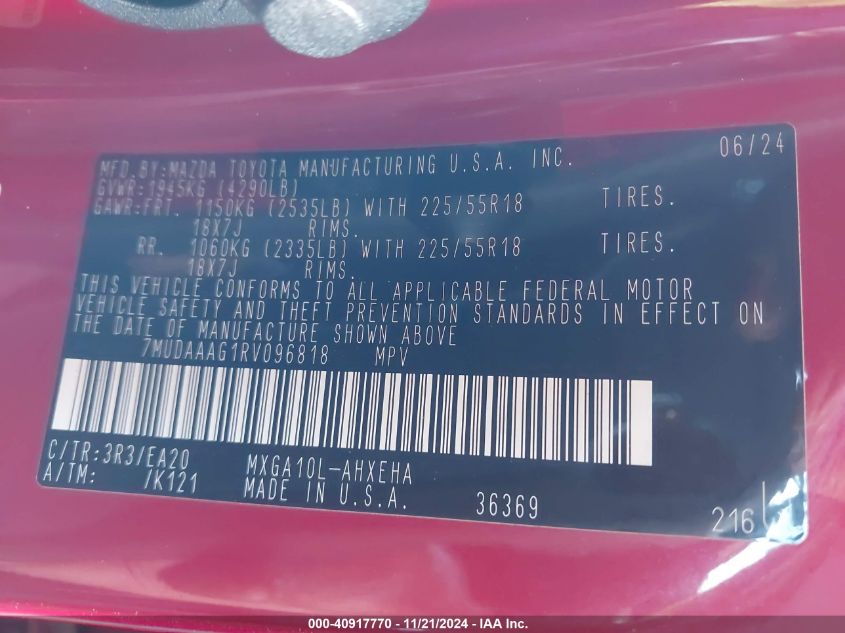 MFD.BY:MAZDA TOYOTA MANUFACTURING U.S.A. INC. 06/24
GVWR:1945KG (4290LB)
GAWR:FRT. 1150KG (2535LB) WITH 225/55R18 TIRES.
18X7J RIMS.
RR. 1060KG (2335LB) WITH 225/55R18 TIRES.
18X7J RIMS.
THIS VEHICLE CONFORMS TO ALL APPLICABLE FEDERAL MOTOR
VEHICLE SAFETY AND THEFT PREVENTION STANDARDS IN EFFECT ON
THE DATE OF MANUFACTURE SHOWN ABOVE
7MUDAAAG1RV096818 MPV
C/TR:3R3/EA20 MXGA10L-AHXEHA
A/TM: /K121 MADE IN U.S.A. 36369 216
000-40917770 - 11/21/2024 - IAA Inc.